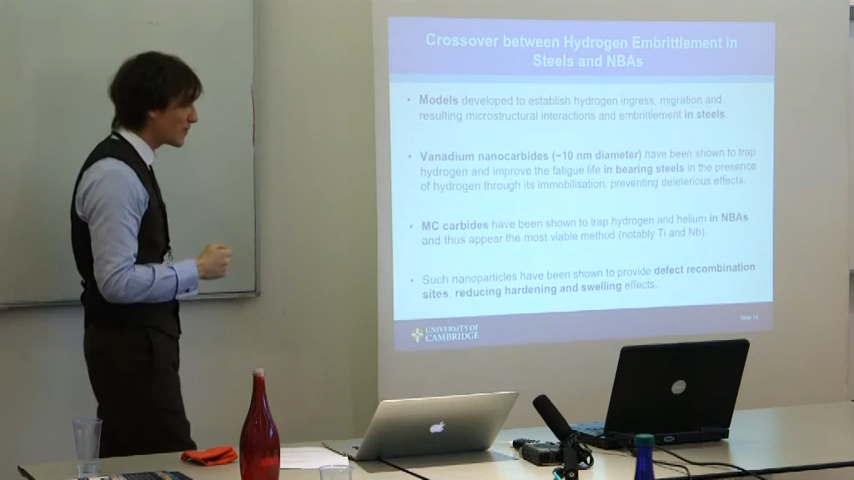 Crossover between Hydrogen Embrittlement in
Steels and NBAs
• Models developed to establish hydrogen ingress, migration and
resulting microstructural interactions and embrittlement in steels
• Vanadium nanocarbides (~10 nm diameter) have been shown to trap
hydrogen and improve the fatigue life in bearing steels in the presence
of hydrogen through its immobilisation, preventing deleterious effects.
• MC carbides have been shown to trap hydrogen and helium in NBAs
and thus appear the most viable method (notably Ti and Nb).
• Such nanoparticles have been shown to provide defect recombination
sites, reducing hardening and swelling effects.
UNIVERSITY OF
CAMBRIDGE